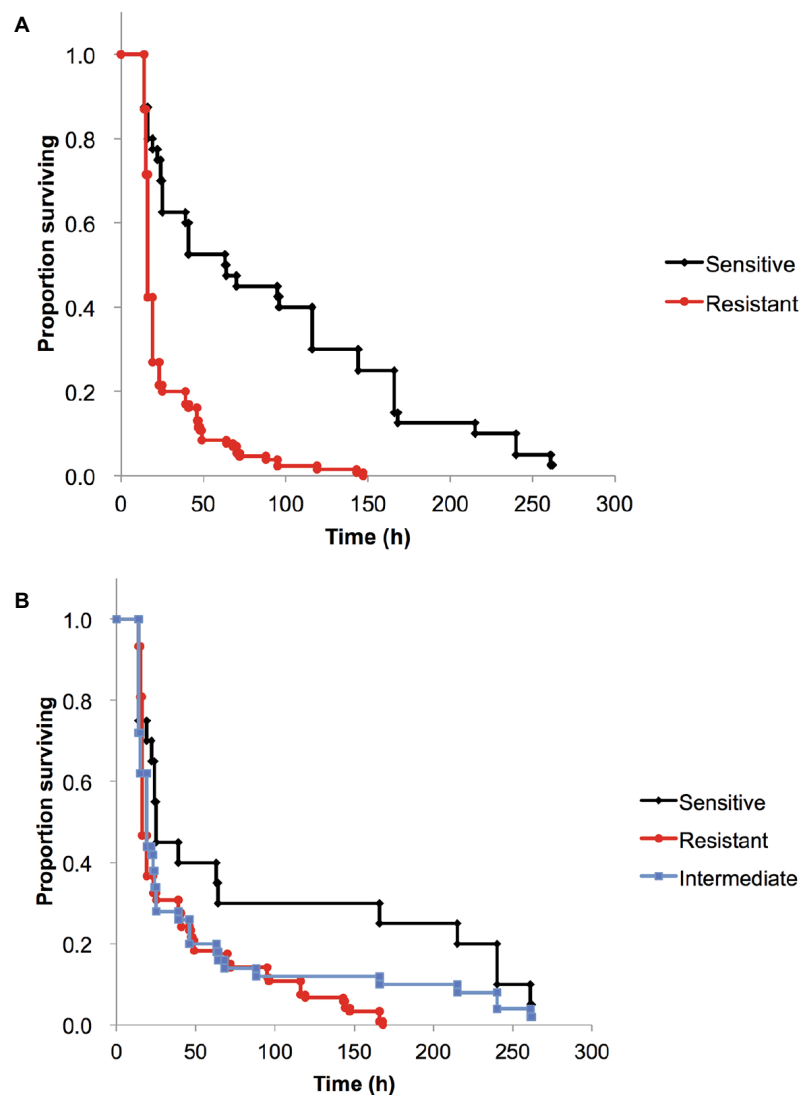 A
Proportion surviving
1.0
0.8
0.6
0.4
0.2
0.0
0 50 100 150 200 250 300
Time (h)
Sensitive
Resistant
B
Proportion surviving
1.0
0.8
0.6
0.4
0.2
0.0
0 50 100 150 200 250 300
Time (h)
Sensitive
Resistant
Intermediate